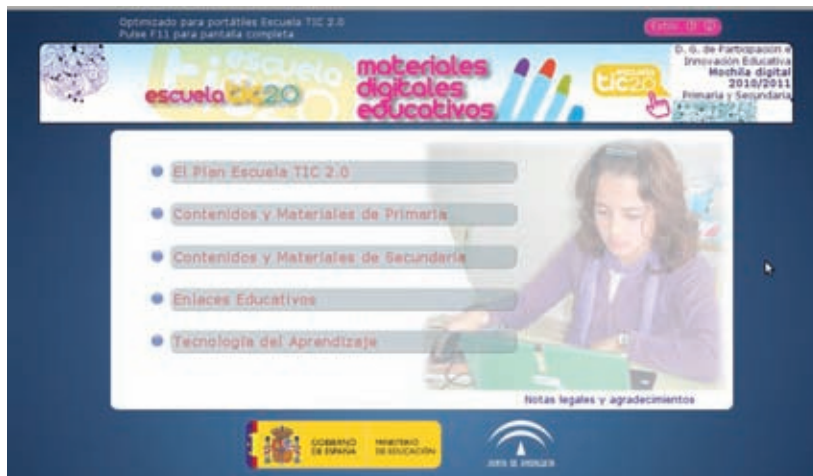 Optimizado para portátiles Escuela TIC 2.0
Pulse F11 para pantalla completa
escuela tic 2.0
materiales
digitales
educativos
escuela
tic2.0
D. G. de Participación e
Innovación Educativa
Mochila digital
2010/2011
Primaria y Secundaria
El Plan Escuela TIC 2.0
Contenidos y Materiales de Primaria
Contenidos y Materiales de Secundaria
Enlaces Educativos
Tecnología del Aprendizaje
Notas legales y agradecimientos
GOBIERNO
DE ESPAÑA
MINISTERIO
DE EDUCACIÓN
JUNTA DE ANDALUCIA